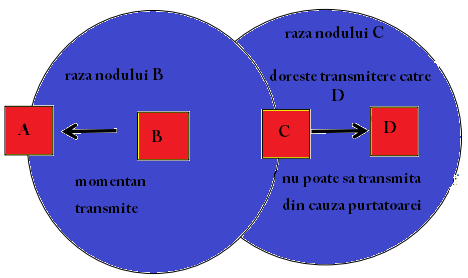 raza nodului C
raza nodului B
doreste transmitere catre
D
A
B
C
D
momentan
transmite
nu poate sa transmita
din cauza purtatoarei